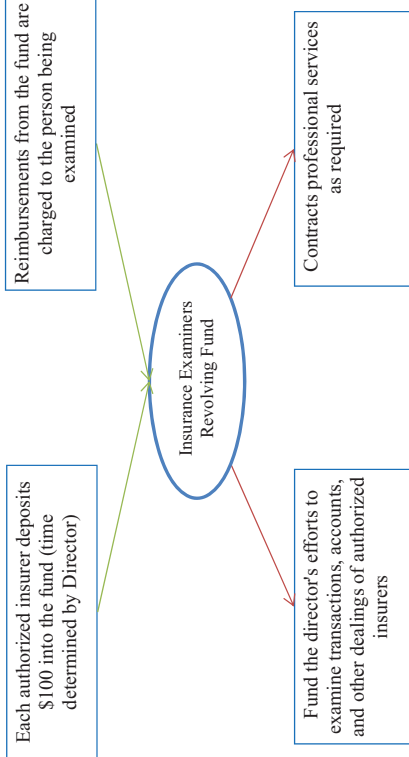 Each authorized insurer deposits
$100 into the fund (time
determined by Director)
Reimbursements from the fund are
charged to the person being
examined
Insurance Examiners
Revolving Fund
Fund the director's efforts to
examine transactions, accounts,
and other dealings of authorized
insurers
Contracts professional services
as required